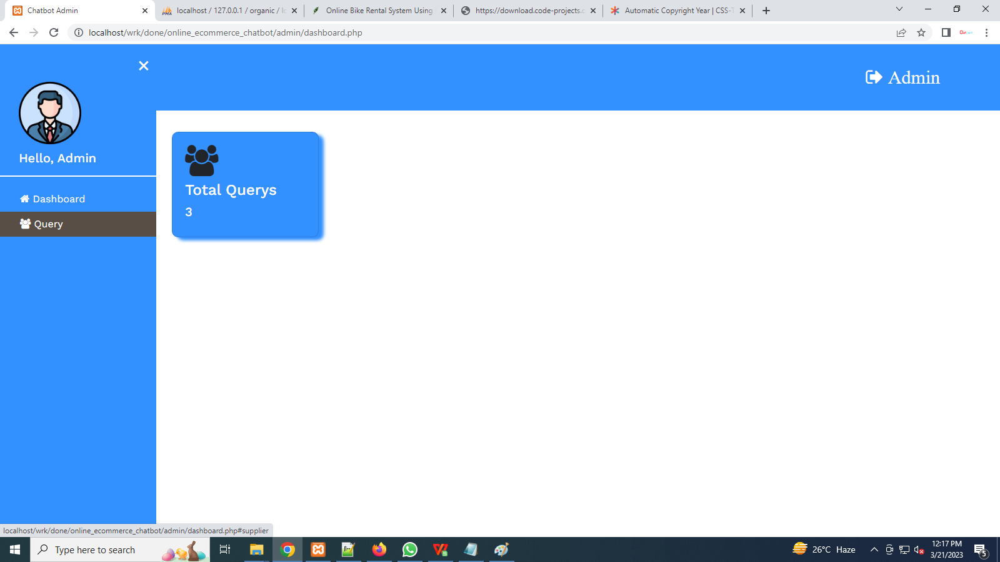 Chatbot Admin
localhost / 127.0.0.1 / organic / lo
Online Bike Rental System Using
https://download.code-projects.c
Automatic Copyright Year | CSS-T
localhost/wrk/done/online_ecommerce_chatbot/admin/dashboard.php
Admin
Hello, Admin
Dashboard
Query
Total Querys
3
localhost/wrk/done/online_ecommerce_chatbot/admin/dashboard.php#supplier
Type here to search
26°C Haze
12:17 PM
3/21/2023
5